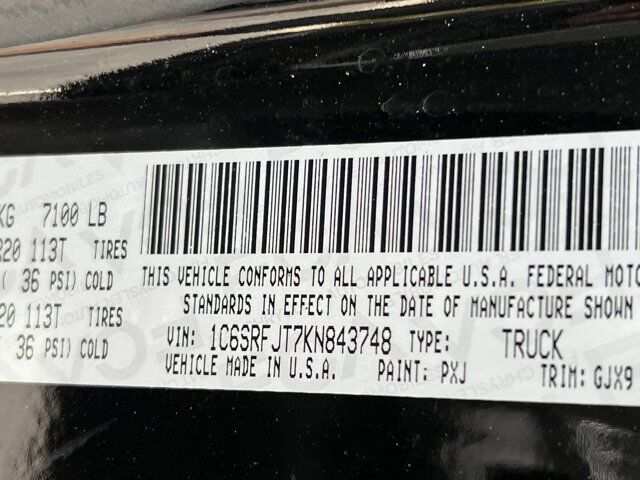 KG 7100 LB
R20 113T TIRES
( 36 PSI) COLD
20 113T TIRES
( 36 PSI) COLD
THIS VEHICLE CONFORMS TO ALL APPLICABLE U.S.A. FEDERAL MOTO
STANDARDS IN EFFECT ON THE DATE OF MANUFACTURE SHOWN
VIN: 1C6SRFJT7KN843748 TYPE: TRUCK
VEHICLE MADE IN U.S.A. PAINT: PXJ TRIM: GJX9